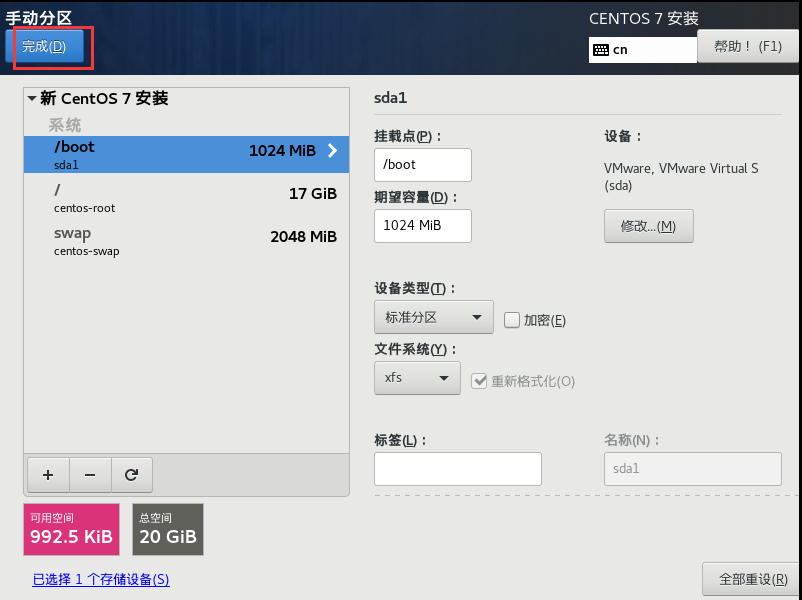 手动分区
CENTOS 7 安装
完成(D)
cn
帮助！(F1)
新 CentOS 7 安装
系统
/boot
1024 MiB
sda1
/
17 GiB
centos-root
swap
2048 MiB
centos-swap
sda1
挂载点(P)：
/boot
期望容量(D)：
1024 MiB
设备：
VMware, VMware Virtual S
(sda)
修改...(M)
设备类型(T)：
标准分区
加密(E)
文件系统(Y)：
xfs
重新格式化(O)
标签(L)：
名称(N)：
sda1
可用空间
992.5 KiB
总空间
20 GiB
已选择 1 个存储设备(S)
全部重设(R)